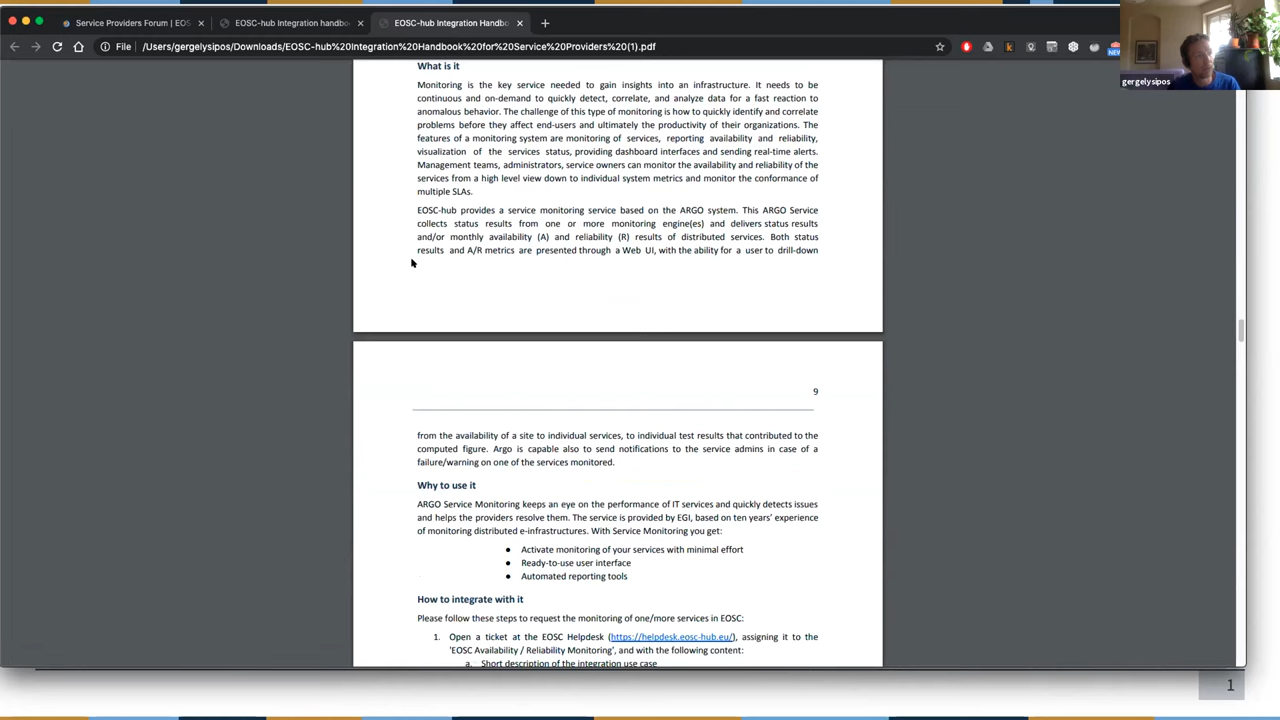 Service Providers Forum | EOS
EOSC-hub Integration handbo
EOSC-hub Integration Handbo
File
/Users/gergelysipos/Downloads/EOSC-hub%20Integration%20Handbook%20for%20Service%20Providers%20(1).pdf
NEW
gergelysipos
What is it
Monitoring is the key service needed to gain insights into an infrastructure. It needs to be
continuous and on-demand to quickly detect, correlate, and analyze data for a fast reaction to
anomalous behavior. The challenge of this type of monitoring is how to quickly identify and correlate
problems before they affect end-users and ultimately the productivity of their organizations. The
features of a monitoring system are monitoring of services, reporting availability and reliability,
visualization of the services status, providing dashboard interfaces and sending real-time alerts.
Management teams, administrators, service owners can monitor the availability and reliability of the
services from a high level view down to individual system metrics and monitor the conformance of
multiple SLAs.
EOSC-hub provides a service monitoring service based on the ARGO system. This ARGO Service
collects status results from one or more monitoring engine(es) and delivers status results
and/or monthly availability (A) and reliability (R) results of distributed services. Both status
results and A/R metrics are presented through a Web UI, with the ability for a user to drill-down
9
from the availability of a site to individual services, to individual test results that contributed to the
computed figure. Argo is capable also to send notifications to the service admins in case of a
failure/warning on one of the services monitored.
Why to use it
ARGO Service Monitoring keeps an eye on the performance of IT services and quickly detects issues
and helps the providers resolve them. The service is provided by EGI, based on ten years' experience
of monitoring distributed e-infrastructures. With Service Monitoring you get:
● Activate monitoring of your services with minimal effort
● Ready-to-use user interface
● Automated reporting tools
How to integrate with it
Please follow these steps to request the monitoring of one/more services in EOSC:
1. Open a ticket at the EOSC Helpdesk (https://helpdesk.eosc-hub.eu/), assigning it to the
'EOSC Availability / Reliability Monitoring', and with the following content:
a. Short description of the integration use case
1